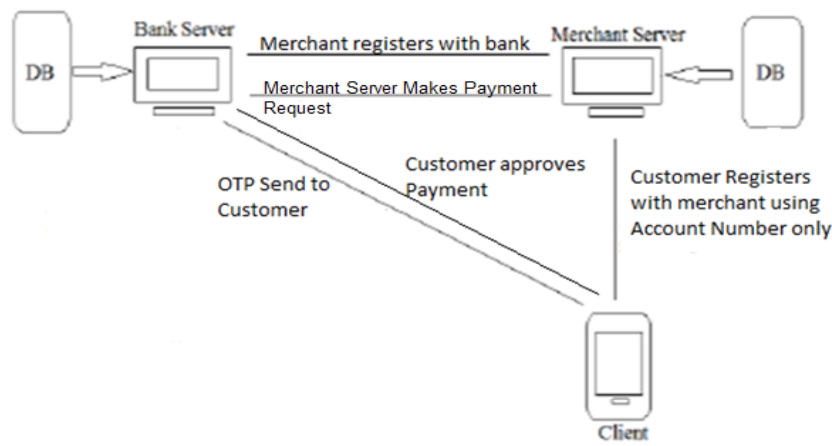 Bank Server
Merchant Server
DB
DB
Merchant registers with bank
Merchant Server Makes Payment
Request
OTP Send to
Customer
Customer approves
Payment
Customer Registers
with merchant using
Account Number only
Client